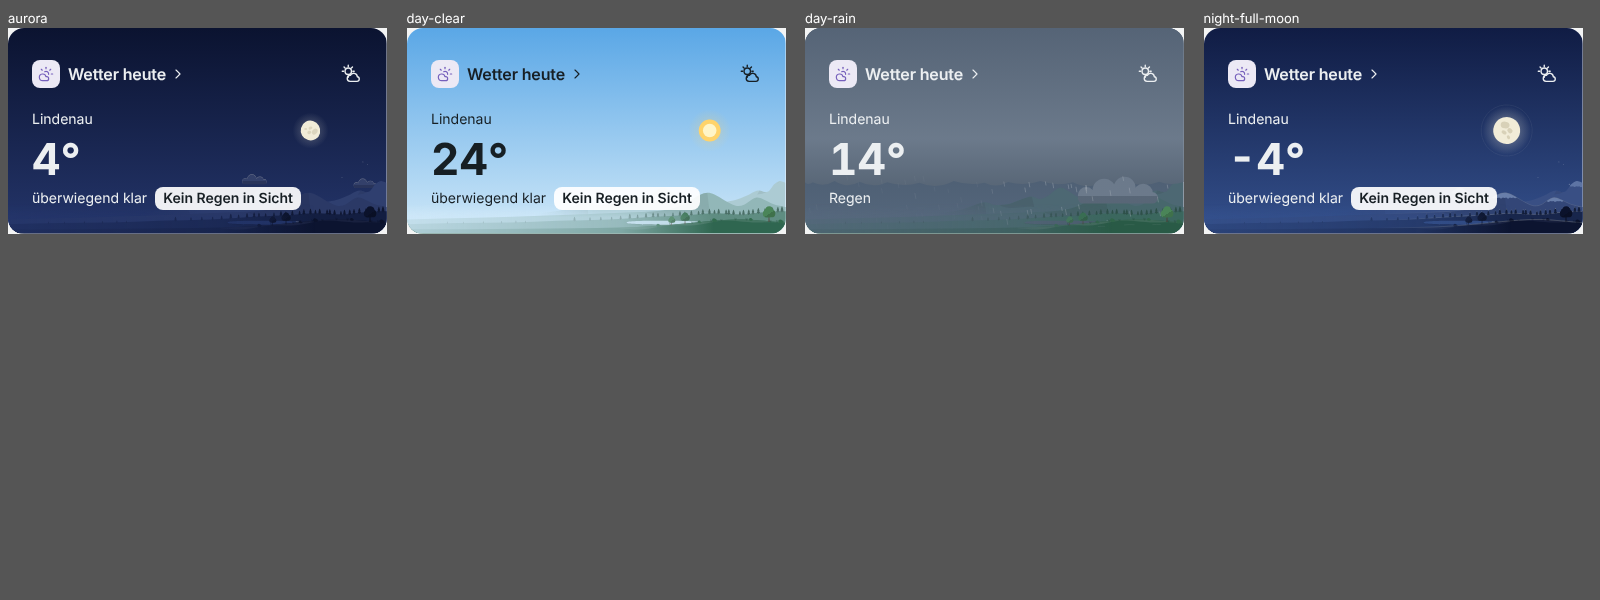 aurora
day-clear
day-rain
night-full-moon
Wetter heute
Lindenau
4°
überwiegend klar Kein Regen in Sicht
Wetter heute
Lindenau
24°
überwiegend klar Kein Regen in Sicht
Wetter heute
Lindenau
14°
Regen
Wetter heute
Lindenau
-4°
überwiegend klar Kein Regen in Sicht